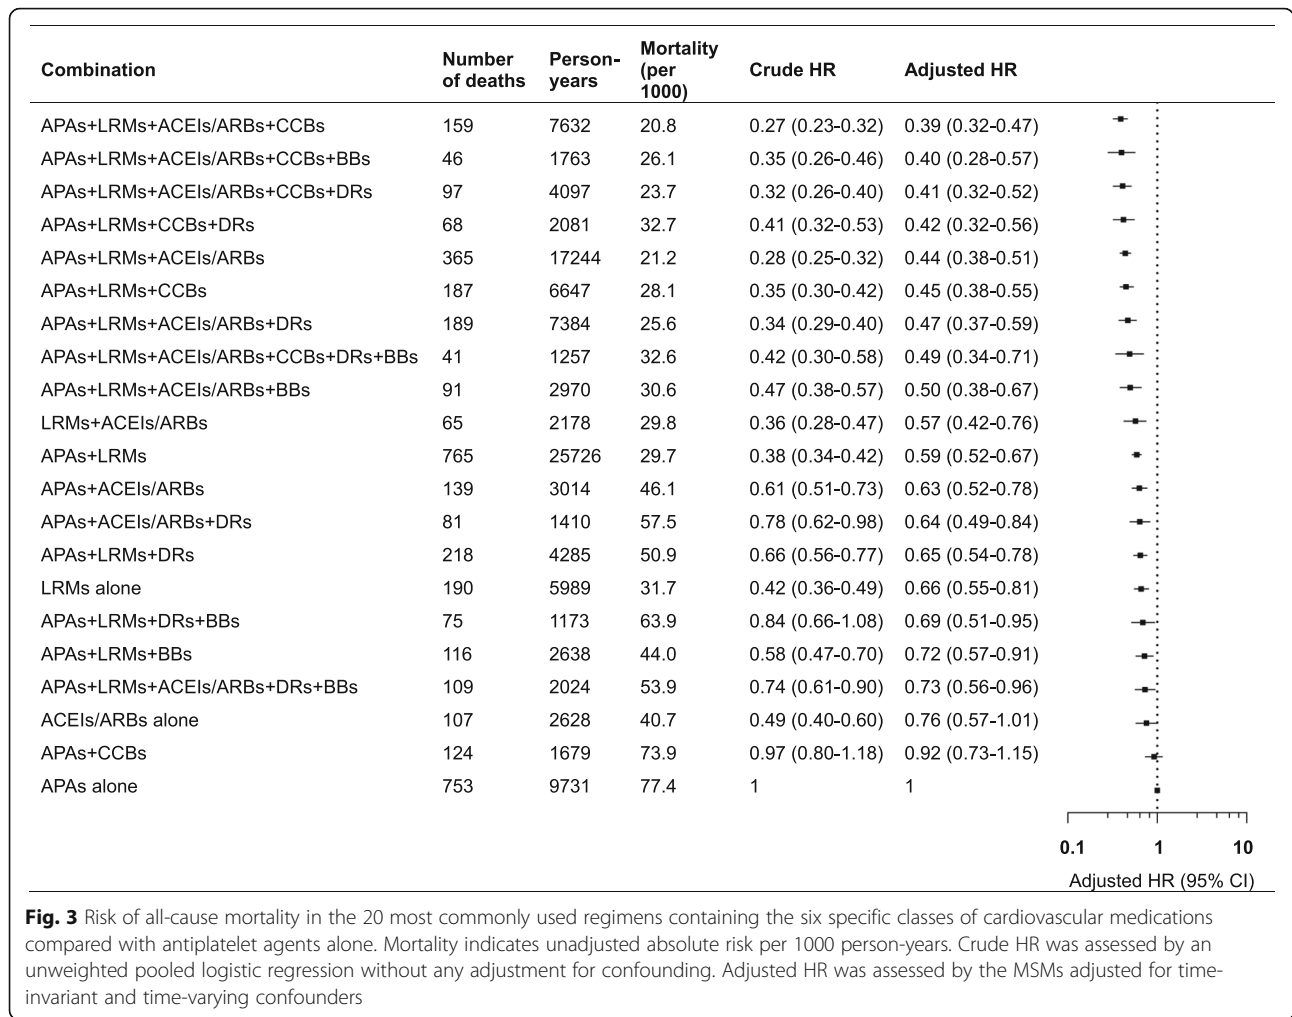 Combination Number of deaths Person-years Mortality (per 1000) Crude HR Adjusted HR
APAs+LRMs+ACEIs/ARBs+CCBs 159 7632 20.8 0.27 (0.23-0.32) 0.39 (0.32-0.47)
APAs+LRMs+ACEIs/ARBs+CCBs+BBs 46 1763 26.1 0.35 (0.26-0.46) 0.40 (0.28-0.57)
APAs+LRMs+ACEIs/ARBs+CCBs+DRs 97 4097 23.7 0.32 (0.26-0.40) 0.41 (0.32-0.52)
APAs+LRMs+CCBs+DRs 68 2081 32.7 0.41 (0.32-0.53) 0.42 (0.32-0.56)
APAs+LRMs+ACEIs/ARBs 365 17244 21.2 0.28 (0.25-0.32) 0.44 (0.38-0.51)
APAs+LRMs+CCBs 187 6647 28.1 0.35 (0.30-0.42) 0.45 (0.38-0.55)
APAs+LRMs+ACEIs/ARBs+DRs 189 7384 25.6 0.34 (0.29-0.40) 0.47 (0.37-0.59)
APAs+LRMs+ACEIs/ARBs+CCBs+DRs+BBs 41 1257 32.6 0.42 (0.30-0.58) 0.49 (0.34-0.71)
APAs+LRMs+ACEIs/ARBs+BBs 91 2970 30.6 0.47 (0.38-0.57) 0.50 (0.38-0.67)
LRMs+ACEIs/ARBs 65 2178 29.8 0.36 (0.28-0.47) 0.57 (0.42-0.76)
APAs+LRMs 765 25726 29.7 0.38 (0.34-0.42) 0.59 (0.52-0.67)
APAs+ACEIs/ARBs 139 3014 46.1 0.61 (0.51-0.73) 0.63 (0.52-0.78)
APAs+ACEIs/ARBs+DRs 81 1410 57.5 0.78 (0.62-0.98) 0.64 (0.49-0.84)
APAs+LRMs+DRs 218 4285 50.9 0.66 (0.56-0.77) 0.65 (0.54-0.78)
LRMs alone 190 5989 31.7 0.42 (0.36-0.49) 0.66 (0.55-0.81)
APAs+LRMs+DRs+BBs 75 1173 63.9 0.84 (0.66-1.08) 0.69 (0.51-0.95)
APAs+LRMs+BBs 116 2638 44.0 0.58 (0.47-0.70) 0.72 (0.57-0.91)
APAs+LRMs+ACEIs/ARBs+DRs+BBs 109 2024 53.9 0.74 (0.61-0.90) 0.73 (0.56-0.96)
ACEIs/ARBs alone 107 2628 40.7 0.49 (0.40-0.60) 0.76 (0.57-1.01)
APAs+CCBs 124 1679 73.9 0.97 (0.80-1.18) 0.92 (0.73-1.15)
APAs alone 753 9731 77.4 1 1
0.1 1 10
Adjusted HR (95% CI)
Fig. 3 Risk of all-cause mortality in the 20 most commonly used regimens containing the six specific classes of cardiovascular medications
compared with antiplatelet agents alone. Mortality indicates unadjusted absolute risk per 1000 person-years. Crude HR was assessed by an
unweighted pooled logistic regression without any adjustment for confounding. Adjusted HR was assessed by the MSMs adjusted for time-
invariant and time-varying confounders